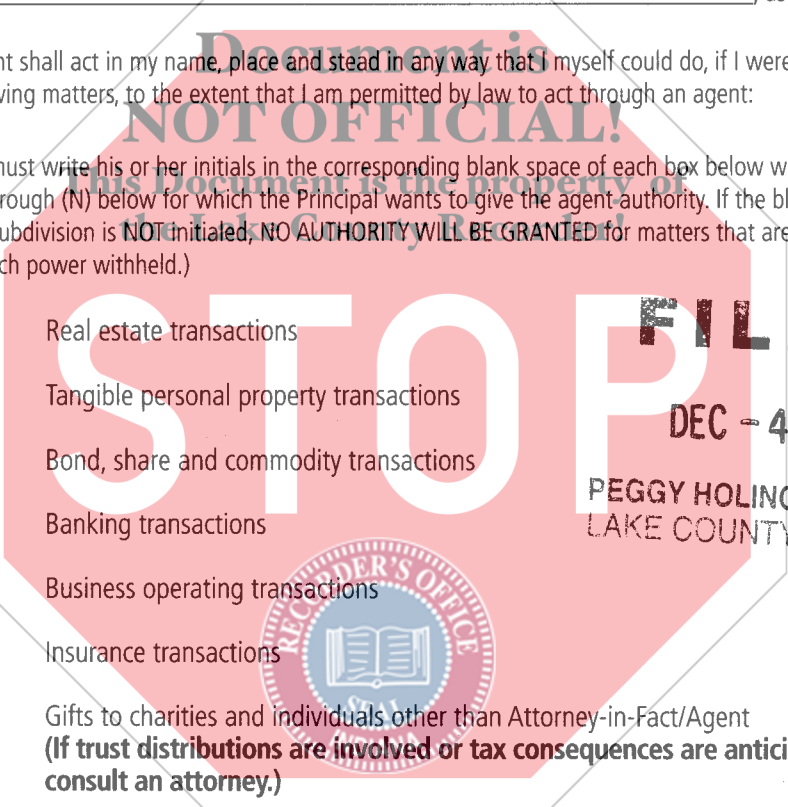 Document is
nt shall act in my name, place and stead in any way that I myself could do, if I were
wing matters, to the extent that I am permitted by law to act through an agent:
NOT OFFICIAL!
must write his or her initials in the corresponding blank space of each box below w
This Document is the property of
rough (N) below for which the Principal wants to give the agent authority. If the bl
the Lake County Recorder!
ubdivision is NOT initialed, NO AUTHORITY WILL BE GRANTED for matters that are
ch power withheld.)
STOP
FIL
Real estate transactions
Tangible personal property transactions
DEC - 4
Bond, share and commodity transactions
PEGGY HOLING
LAKE COUNTY
Banking transactions
Business operating transactions
RECORDER'S OFFICE
Insurance transactions
SEAL
INDIANA
Gifts to charities and individuals other than Attorney-in-Fact/Agent
(If trust distributions are involved or tax consequences are antici
consult an attorney.)